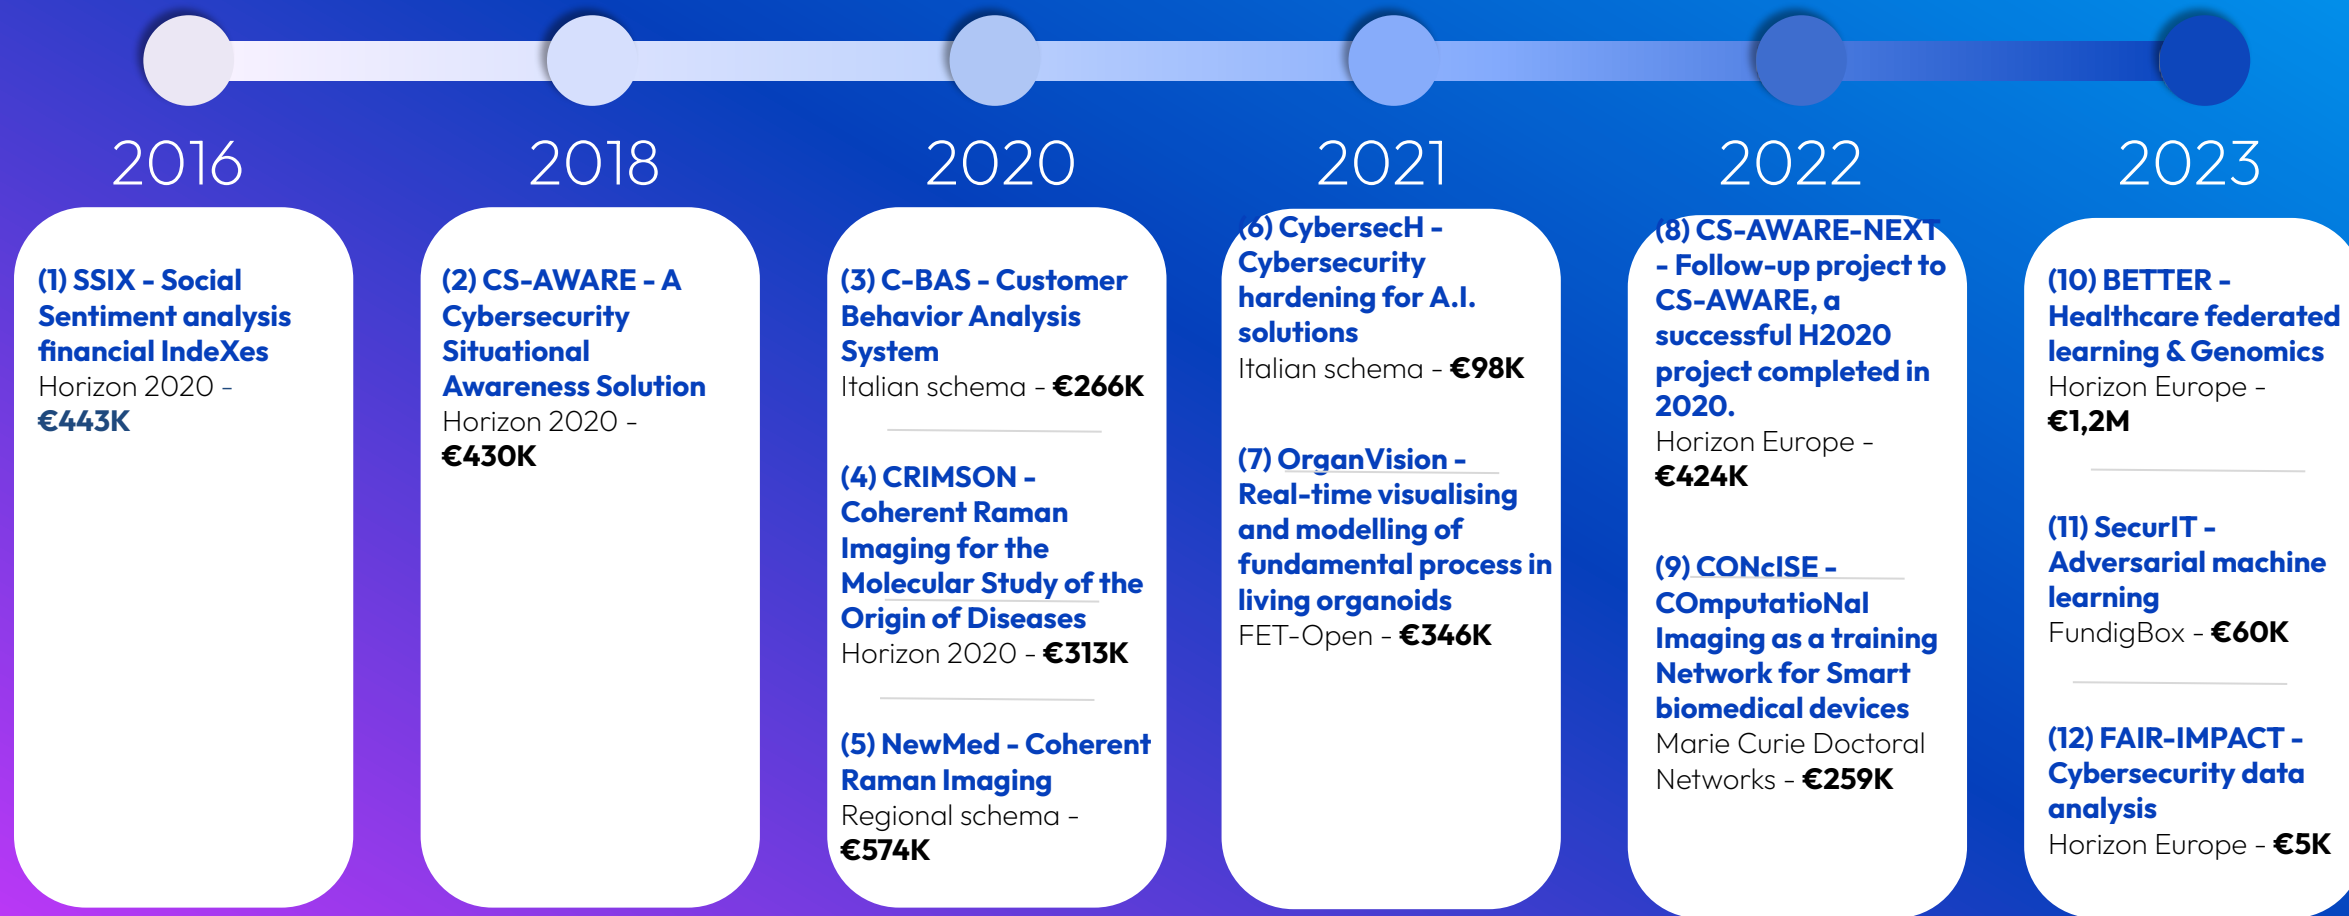 2016
2018
2020
2021
2022
2023
(1) SSIX - Social
Sentiment analysis
financial IndeXes
Horizon 2020 -
€443K
(2) CS-AWARE - A
Cybersecurity
Situational
Awareness Solution
Horizon 2020 -
€430K
(3) C-BAS - Customer
Behavior Analysis
System
Italian schema - €266K
(4) CRIMSON -
Coherent Raman
Imaging for the
Molecular Study of the
Origin of Diseases
Horizon 2020 - €313K
(5) NewMed - Coherent
Raman Imaging
Regional schema -
€574K
(6) CybersecH -
Cybersecurity
hardening for A.I.
solutions
Italian schema - €98K
(7) OrganVision -
Real-time visualising
and modelling of
fundamental process in
living organoids
FET-Open - €346K
(8) CS-AWARE-NEXT
- Follow-up project to
CS-AWARE, a
successful H2020
project completed in
2020.
Horizon Europe -
€424K
(9) CONcISE -
COmputatioNal
Imaging as a training
Network for Smart
biomedical devices
Marie Curie Doctoral
Networks - €259K
(10) BETTER -
Healthcare federated
learning & Genomics
Horizon Europe -
€1,2M
(11) SecurIT -
Adversarial machine
learning
FundigBox - €60K
(12) FAIR-IMPACT -
Cybersecurity data
analysis
Horizon Europe - €5K